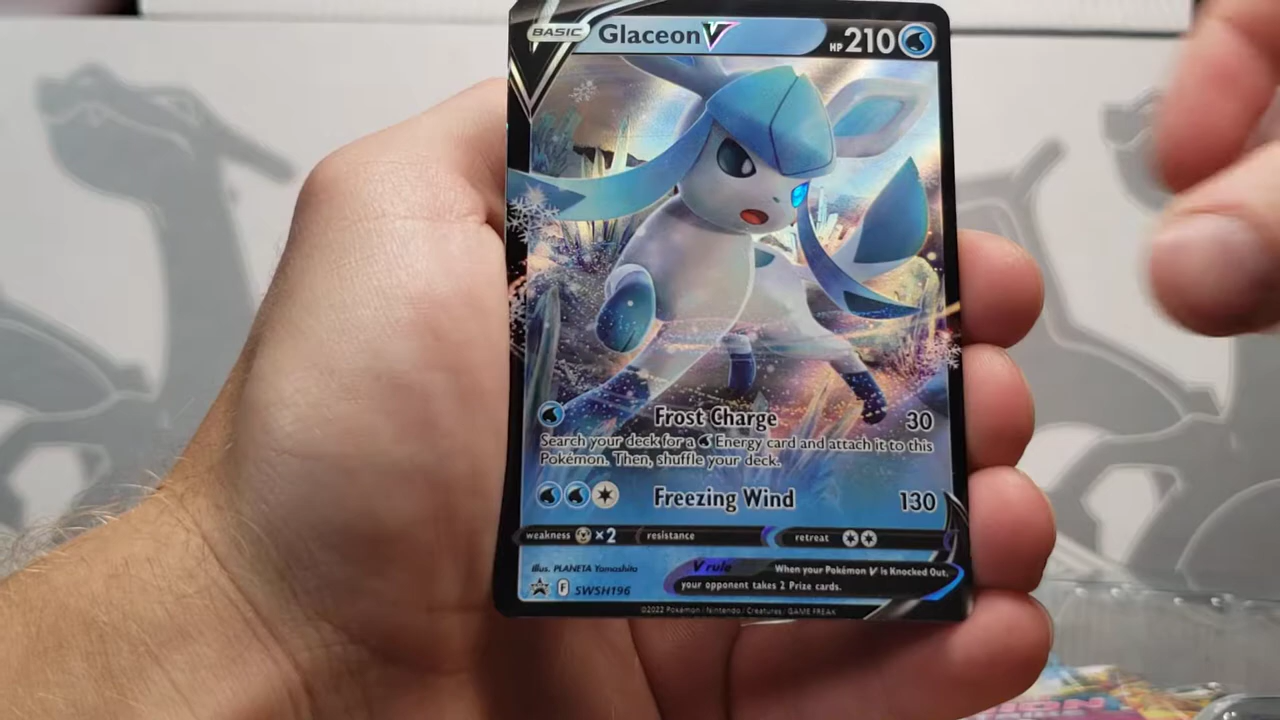 BASIC Glaceon V HP 210
Frost Charge 30
Search your deck for a Energy card and attach it to this
Pokémon. Then, shuffle your deck.
Freezing Wind 130
weakness ×2 resistance retreat
Illus. PLANETA Yamashita
V rule When your Pokémon V is Knocked Out,
your opponent takes 2 Prize cards.
F SWSH196
©2022 Pokémon / Nintendo / Creatures / GAME FREAK